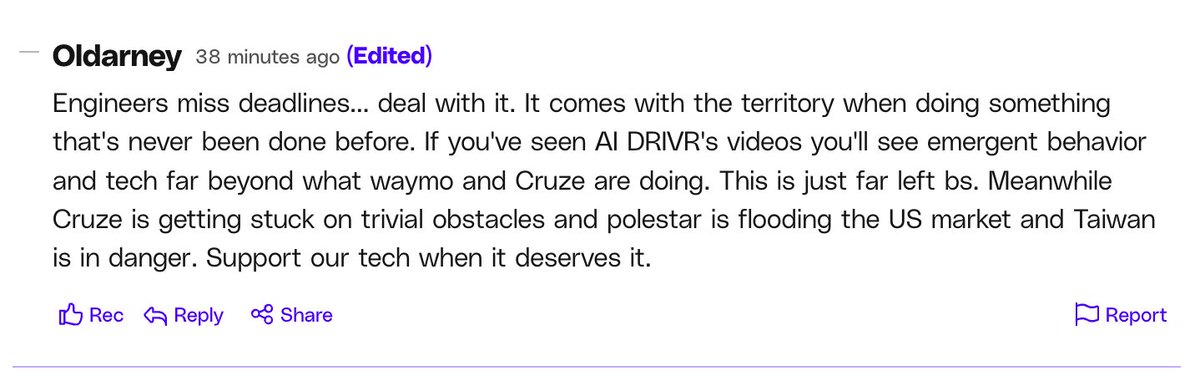 Oldarney 38 minutes ago (Edited)
Engineers miss deadlines... deal with it. It comes with the territory when doing something
that's never been done before. If you've seen AI DRIVR's videos you'll see emergent behavior
and tech far beyond what waymo and Cruze are doing. This is just far left bs. Meanwhile
Cruze is getting stuck on trivial obstacles and polestar is flooding the US market and Taiwan
is in danger. Support our tech when it deserves it.
Rec Reply Share Report